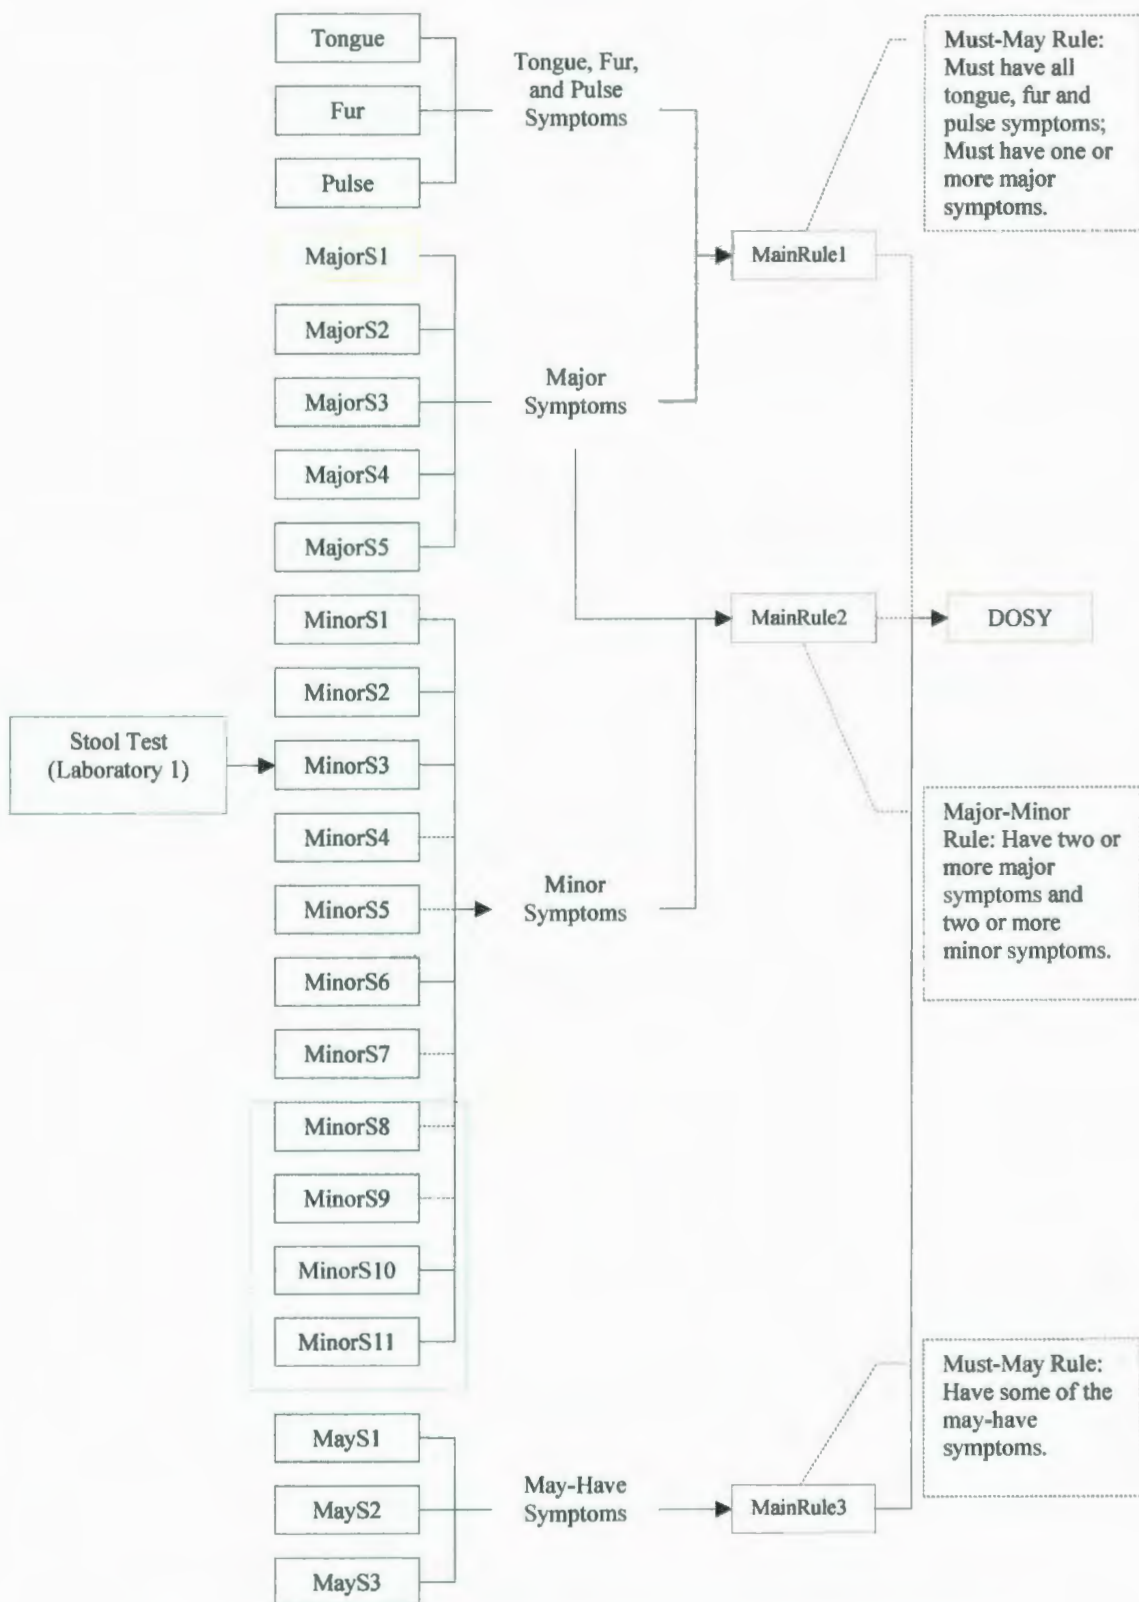 Tongue
Fur
Pulse
Tongue, Fur,
and Pulse
Symptoms
Must-May Rule:
Must have all
tongue, fur and
pulse symptoms;
Must have one or
more major
symptoms.
MajorS1
MajorS2
MajorS3
MajorS4
MajorS5
Major
Symptoms
MainRule1
MinorS1
MinorS2
Stool Test
(Laboratory 1)
MinorS3
MinorS4
MinorS5
MinorS6
MinorS7
MinorS8
MinorS9
MinorS10
MinorS11
Minor
Symptoms
MainRule2
DOSY
Major-Minor
Rule: Have two or
more major
symptoms and
two or more
minor symptoms.
MayS1
MayS2
MayS3
May-Have
Symptoms
MainRule3
Must-May Rule:
Have some of the
may-have
symptoms.